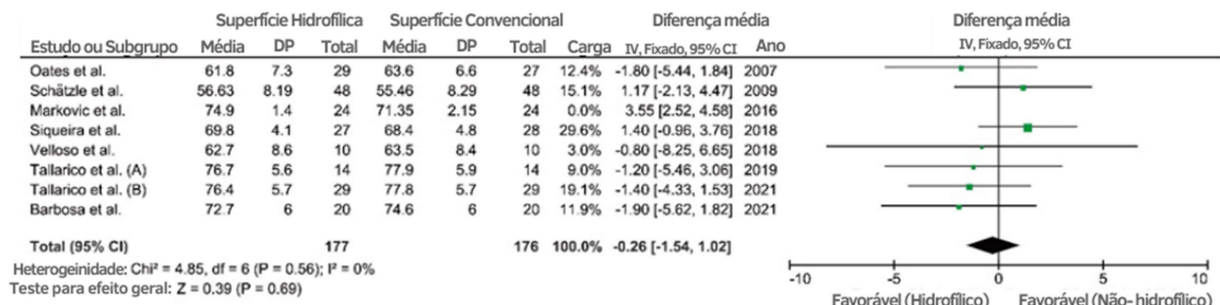 Superfície Hidrofílica Superfície Convencional Diferença média Diferença média
Estudo ou Subgrupo Média DP Total Média DP Total Carga IV, Fixado, 95% CI Ano IV, Fixado, 95% CI
Oates et al. 61.8 7.3 29 63.6 6.6 27 12.4% -1.80 [-5.44, 1.84] 2007
Schätzle et al. 56.63 8.19 48 55.46 8.29 48 15.1% 1.17 [-2.13, 4.47] 2009
Markovic et al. 74.9 1.4 24 71.35 2.15 24 0.0% 3.55 [2.52, 4.58] 2016
Siqueira et al. 69.8 4.1 27 68.4 4.8 28 29.6% 1.40 [-0.96, 3.76] 2018
Velloso et al. 62.7 8.6 10 63.5 8.4 10 3.0% -0.80 [-8.25, 6.65] 2018
Tallarico et al. (A) 76.7 5.6 14 77.9 5.9 14 9.0% -1.20 [-5.46, 3.06] 2019
Tallarico et al. (B) 76.4 5.7 29 77.8 5.7 29 19.1% -1.40 [-4.33, 1.53] 2021
Barbosa et al. 72.7 6 20 74.6 6 20 11.9% -1.90 [-5.62, 1.82] 2021
Total (95% CI) 177 176 100.0% -0.26 [-1.54, 1.02]
Heterogeinidade: Chi² = 4.85, df = 6 (P = 0.56); I² = 0%
Teste para efeito geral: Z = 0.39 (P = 0.69)
-10 -5 0 5 10
Favorável (Hidrofílico) Favorável (Não- hidrofílico)